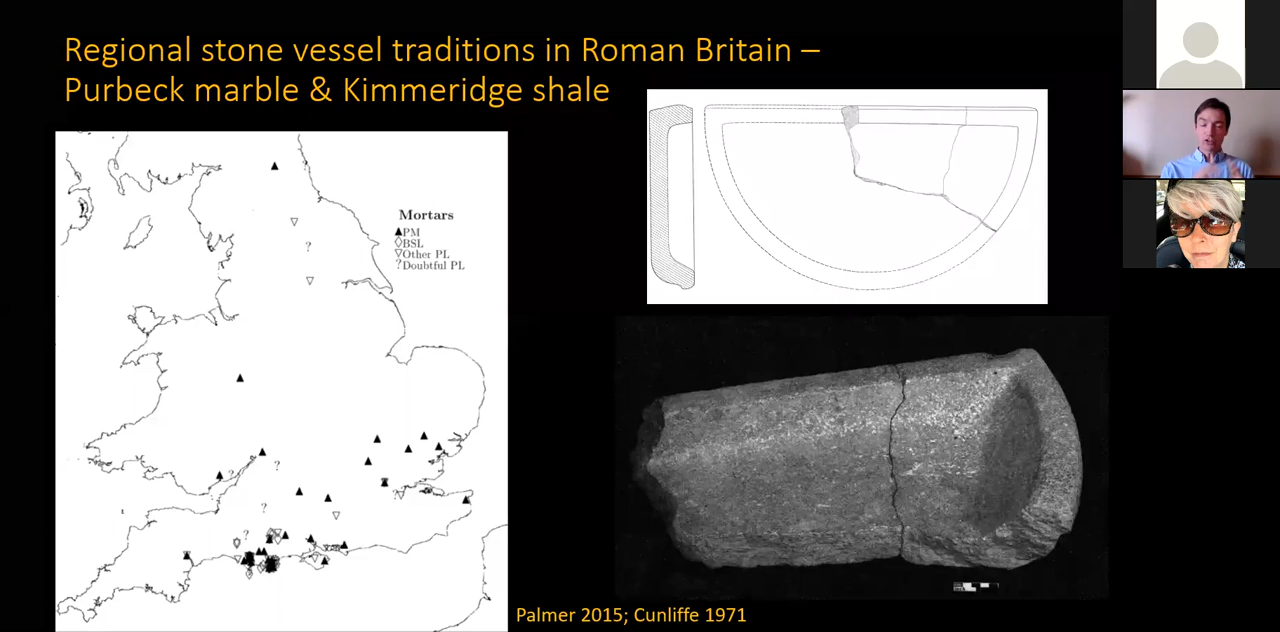 Regional stone vessel traditions in Roman Britain –
Purbeck marble & Kimmeridge shale
Mortars
▲PM
◊BSL
▽Other PL
?Doubtful PL
Palmer 2015; Cunliffe 1971